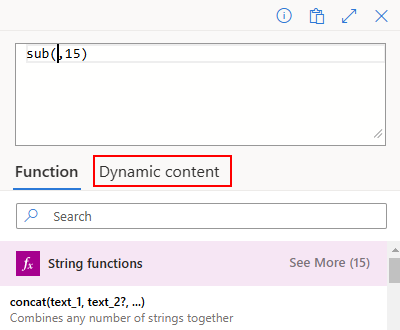 sub(,15)
Function Dynamic content
Search
fx String functions See More (15)
concat(text_1, text_2?, ...)
Combines any number of strings together